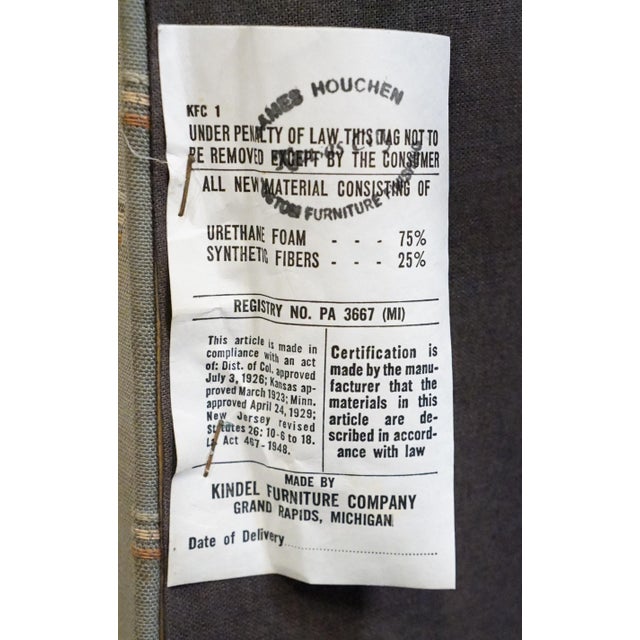 JAMES HOUCHEN
CUSTOM FURNITURE FINISHING
KFC 1
UNDER PENALTY OF LAW THIS TAG NOT TO
BE REMOVED EXCEPT BY THE CONSUMER
ALL NEW MATERIAL CONSISTING OF
URETHANE FOAM - - - 75%
SYNTHETIC FIBERS - - - 25%
REGISTRY NO. PA 3667 (MI)
This article is made in
compliance with an act
of: Dist. of Col. approved
July 3, 1926; Kansas ap-
proved March 1923; Minn.
approved April 24, 1929;
New Jersey revised
Statutes 26: 10-6 to 18.
La. Act 467-1948.
Certification is
made by the manu-
facturer that the
materials in this
article are de-
scribed in accord-
ance with law
MADE BY
KINDEL FURNITURE COMPANY
GRAND RAPIDS, MICHIGAN
Date of Delivery